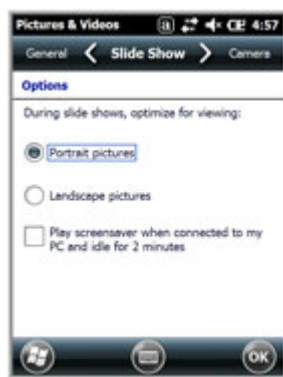 Pictures & Videos 4:57
General Slide Show Camera
Options
During slide shows, optimize for viewing:
Portrait pictures
Landscape pictures
Play screensaver when connected to my
PC and idle for 2 minutes
OK